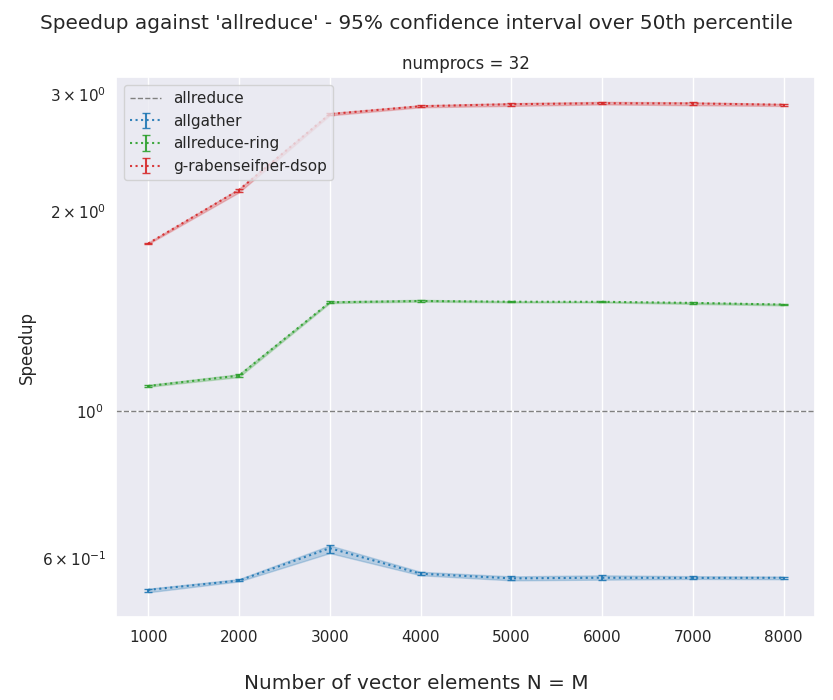 Speedup against 'allreduce' - 95% confidence interval over 50th percentile
numprocs = 32
3 × 10⁰
2 × 10⁰
10⁰
6 × 10⁻¹
Speedup
allreduce
allgather
allreduce-ring
g-rabenseifner-dsop
1000 2000 3000 4000 5000 6000 7000 8000
Number of vector elements N = M